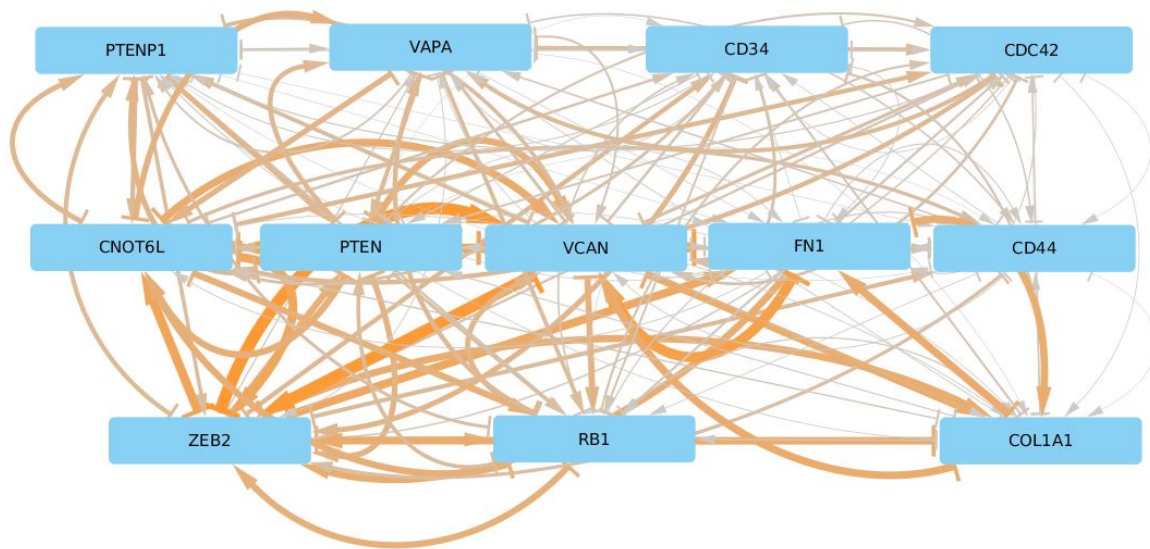 PTENP1 VAPA CD34 CDC42
CNOT6L PTEN VCAN FN1 CD44
ZEB2 RB1 COL1A1